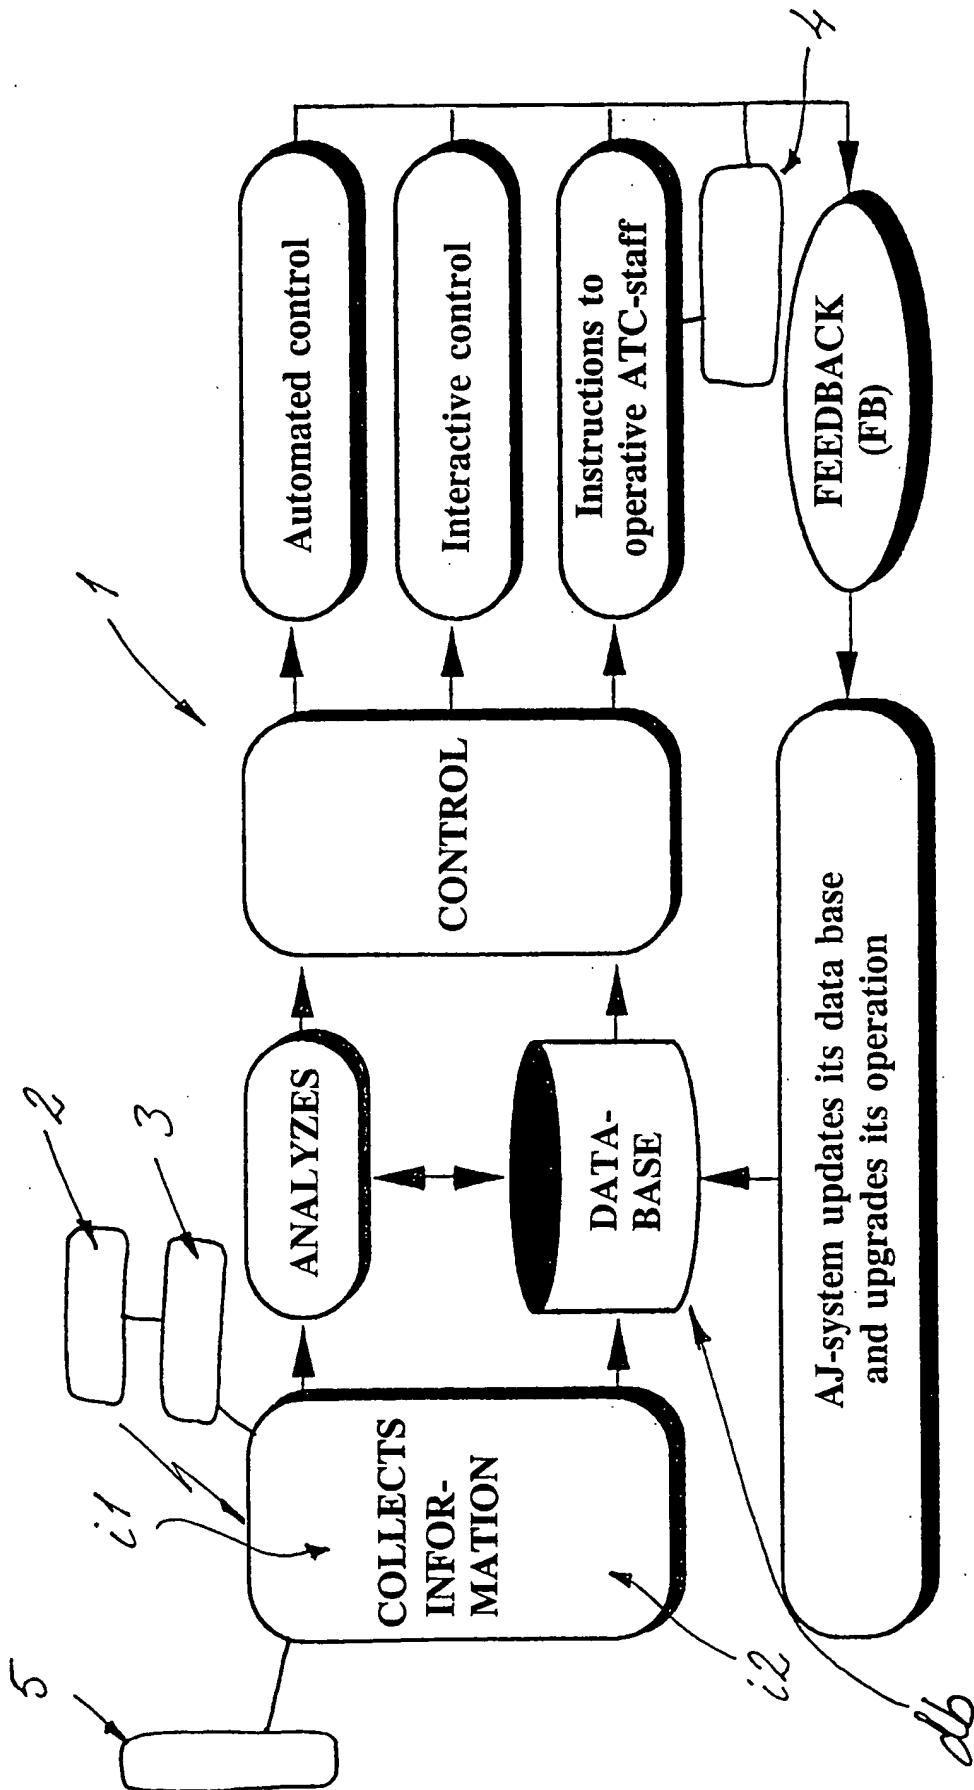 5
i1
2
3
1
COLLECTS
INFOR-
MATION
i2
ANALYZES
DATA-
BASE
db
CONTROL
Automated control
Interactive control
Instructions to
operative ATC-staff
4
FEEDBACK
(FB)
AJ-system updates its data base
and upgrades its operation